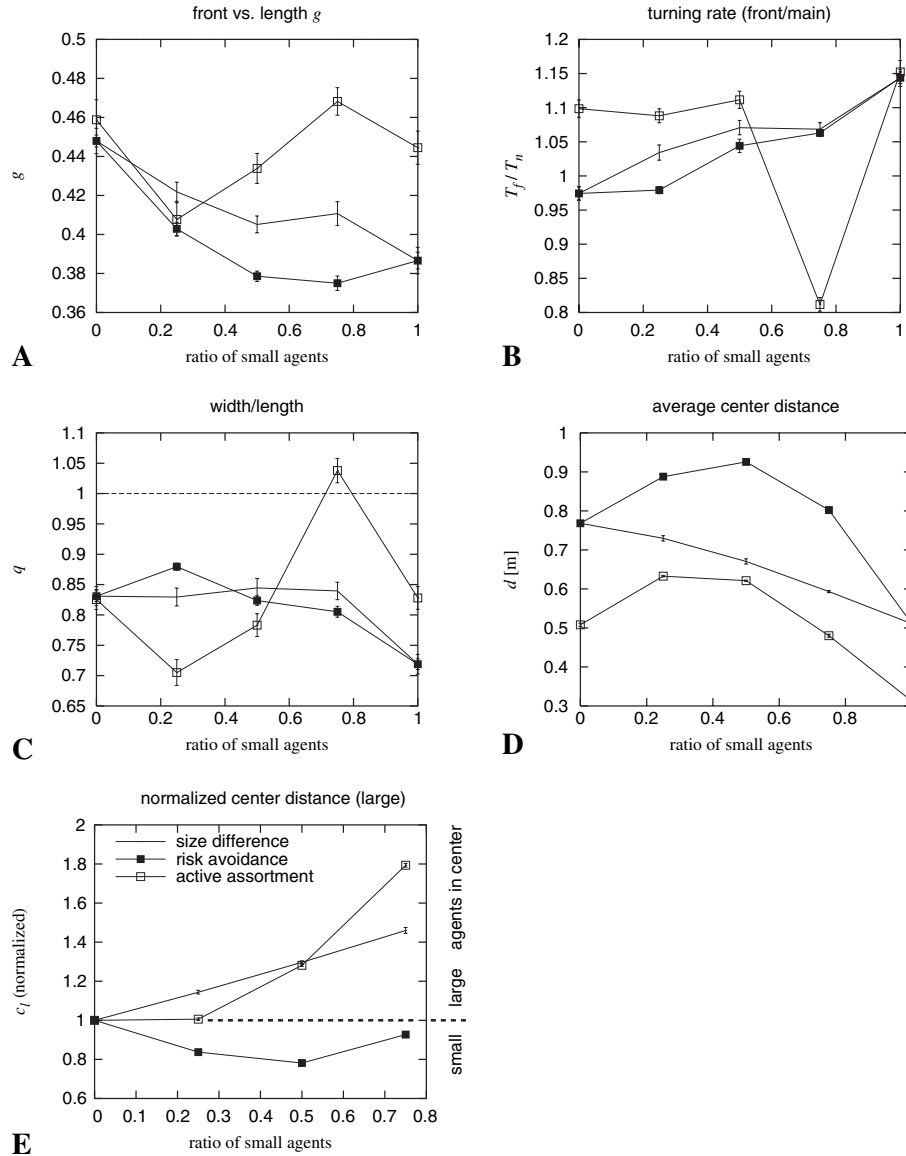 front vs. length g
0.5
0.48
0.46
0.44
0.42
0.4
0.38
0.36
g
0 0.2 0.4 0.6 0.8 1
ratio of small agents
A
turning rate (front/main)
1.2
1.15
1.1
1.05
1
0.95
0.9
0.85
0.8
T_f / T_n
0 0.2 0.4 0.6 0.8 1
ratio of small agents
B
width/length
1.1
1.05
1
0.95
0.9
0.85
0.8
0.75
0.7
0.65
q
0 0.2 0.4 0.6 0.8 1
ratio of small agents
C
average center distance
1
0.9
0.8
0.7
0.6
0.5
0.4
0.3
d [m]
0 0.2 0.4 0.6 0.8
ratio of small agents
D
normalized center distance (large)
2
1.8
1.6
1.4
1.2
1
0.8
0.6
c_l (normalized)
size difference
risk avoidance
active assortment
small large agents in center
0 0.1 0.2 0.3 0.4 0.5 0.6 0.7 0.8
ratio of small agents
E